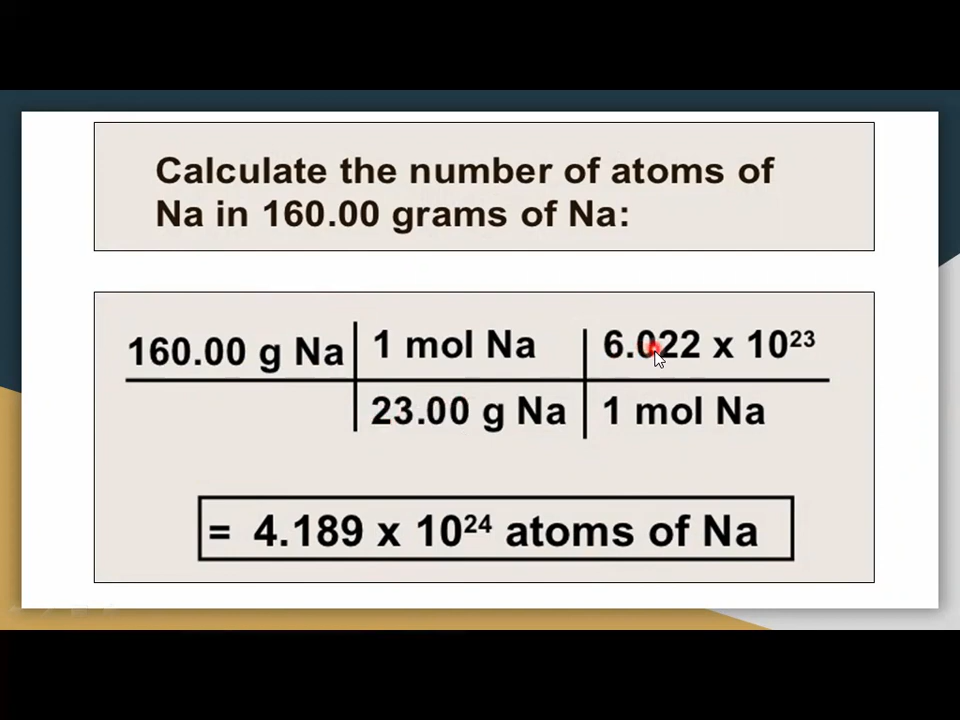 Calculate the number of atoms of
Na in 160.00 grams of Na:
160.00 g Na 1 mol Na 6.022 x 10²³
23.00 g Na 1 mol Na
= 4.189 x 10²⁴ atoms of Na